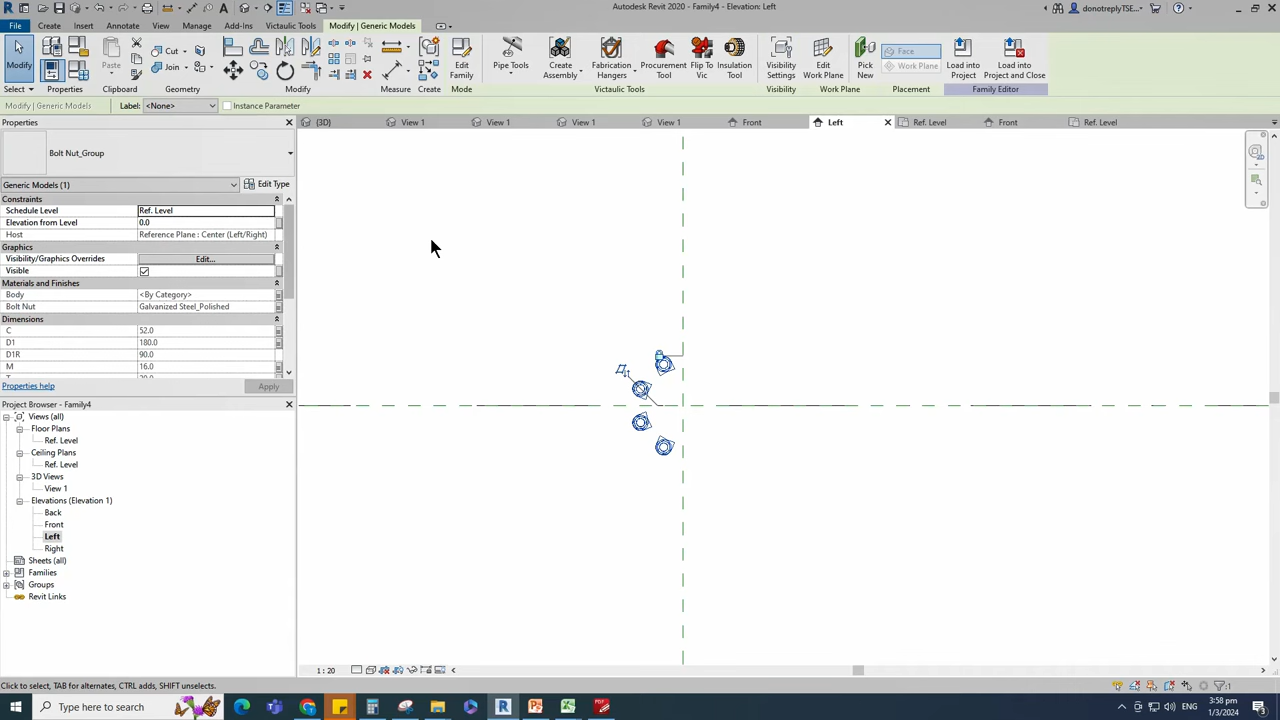 Autodesk Revit 2020 - Family4 - Elevation: Left
donotreplyTSE...
File Create Insert Annotate View Manage Add-Ins Victaulic Tools Modify | Generic Models
Modify
Paste
Cut
Join
Edit Family
Pipe Tools
Create Assembly
Fabrication Hangers
Procurement Tool
Flip To Vic
Insulation Tool
Visibility Settings
Edit Work Plane
Pick New
Face
Work Plane
Load into Project
Load into Project and Close
Select Properties Clipboard Geometry Modify Measure Create Mode Victaulic Tools Visibility Work Plane Placement Family Editor
Modify | Generic Models Label: <None> Instance Parameter
Properties
{3D} View 1 View 1 View 1 View 1 Front Left Ref. Level Front Ref. Level
Bolt Nut_Group
Generic Models (1) Edit Type
Constraints
Schedule Level Ref. Level
Elevation from Level 0.0
Host Reference Plane : Center (Left/Right)
Graphics
Visibility/Graphics Overrides Edit...
Visible
Materials and Finishes
Body <By Category>
Bolt Nut Galvanized Steel_Polished
Dimensions
C 52.0
D1 180.0
D1R 90.0
M 16.0
Properties help Apply
Project Browser - Family4
Views (all)
Floor Plans
Ref. Level
Ceiling Plans
Ref. Level
3D Views
View 1
Elevations (Elevation 1)
Back
Front
Left
Right
Sheets (all)
Families
Groups
Revit Links
1 : 20
Click to select, TAB for alternates, CTRL adds, SHIFT unselects.
:1
Type here to search
ENG
3:58 pm
1/3/2024